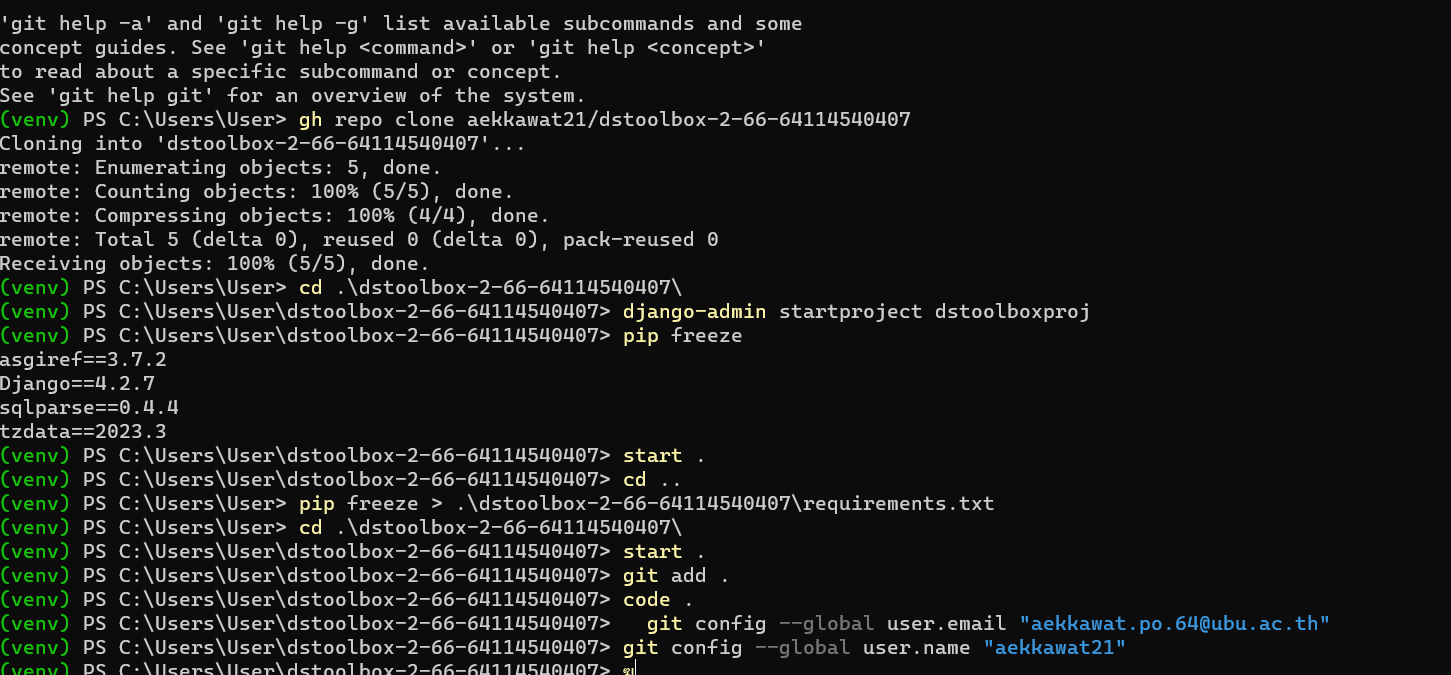 'git help -a' and 'git help -g' list available subcommands and some
concept guides. See 'git help <command>' or 'git help <concept>'
to read about a specific subcommand or concept.
See 'git help git' for an overview of the system.
(venv) PS C:\Users\User> gh repo clone aekkawat21/dstoolbox-2-66-64114540407
Cloning into 'dstoolbox-2-66-64114540407'...
remote: Enumerating objects: 5, done.
remote: Counting objects: 100% (5/5), done.
remote: Compressing objects: 100% (4/4), done.
remote: Total 5 (delta 0), reused 0 (delta 0), pack-reused 0
Receiving objects: 100% (5/5), done.
(venv) PS C:\Users\User> cd .\dstoolbox-2-66-64114540407\
(venv) PS C:\Users\User\dstoolbox-2-66-64114540407> django-admin startproject dstoolboxproj
(venv) PS C:\Users\User\dstoolbox-2-66-64114540407> pip freeze
asgiref==3.7.2
Django==4.2.7
sqlparse==0.4.4
tzdata==2023.3
(venv) PS C:\Users\User\dstoolbox-2-66-64114540407> start .
(venv) PS C:\Users\User\dstoolbox-2-66-64114540407> cd ..
(venv) PS C:\Users\User> pip freeze > .\dstoolbox-2-66-64114540407\requirements.txt
(venv) PS C:\Users\User> cd .\dstoolbox-2-66-64114540407\
(venv) PS C:\Users\User\dstoolbox-2-66-64114540407> start .
(venv) PS C:\Users\User\dstoolbox-2-66-64114540407> git add .
(venv) PS C:\Users\User\dstoolbox-2-66-64114540407> code .
(venv) PS C:\Users\User\dstoolbox-2-66-64114540407>   git config --global user.email "aekkawat.po.64@ubu.ac.th"
(venv) PS C:\Users\User\dstoolbox-2-66-64114540407> git config --global user.name "aekkawat21"
(venv) PS C:\Users\User\dstoolbox-2-66-64114540407>